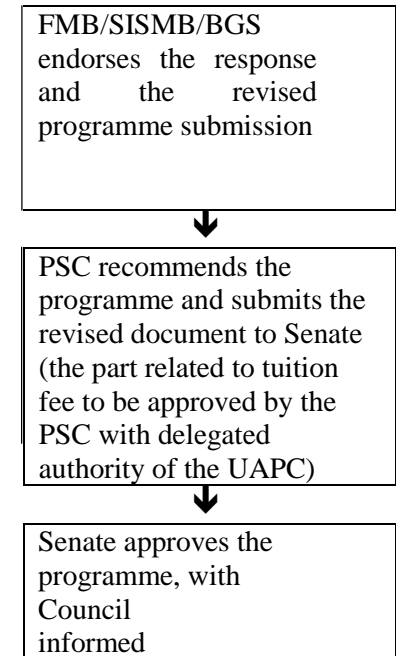 FMB/SISMB/BGS
endorses the response
and the revised
programme submission
PSC recommends the
programme and submits the
revised document to Senate
(the part related to tuition
fee to be approved by the
PSC with delegated
authority of the UAPC)
Senate approves the
programme, with
Council
informed